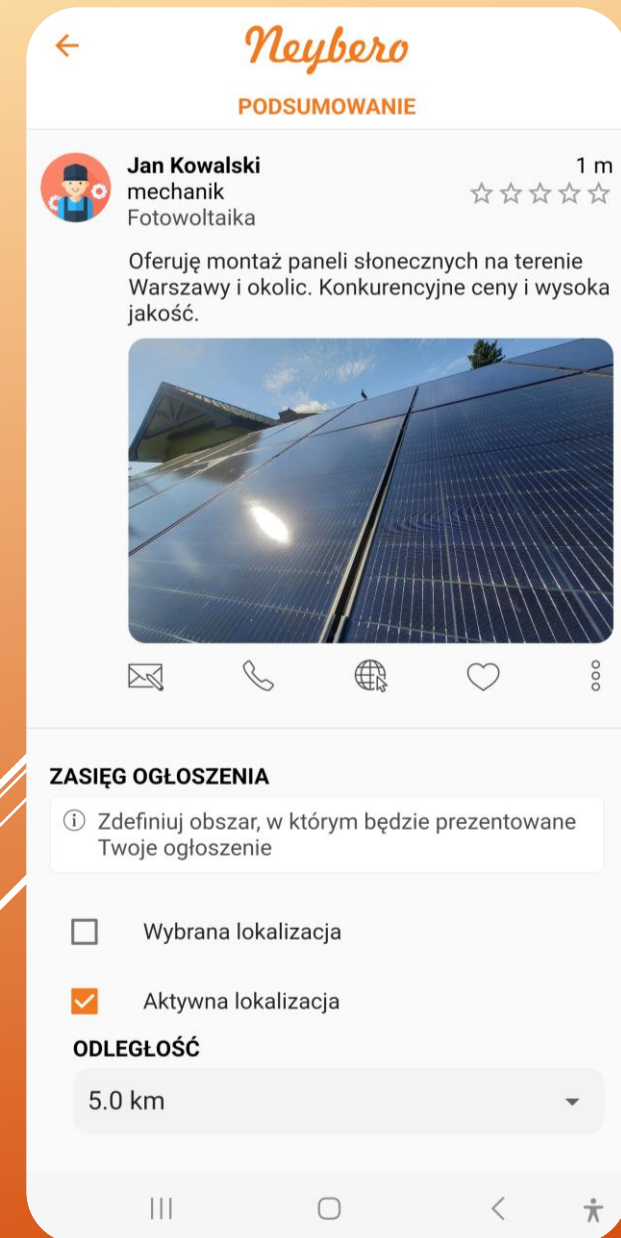 Neybero
PODSUMOWANIE
Jan Kowalski
1 m
mechanik
Fotowoltaika
Oferuję montaż paneli słonecznych na terenie
Warszawy i okolic. Konkurencyjne ceny i wysoka
jakość.
ZASIĘG OGŁOSZENIA
Zdefiniuj obszar, w którym będzie prezentowane
Twoje ogłoszenie
Wybrana lokalizacja
Aktywna lokalizacja
ODLEGŁOŚĆ
5.0 km